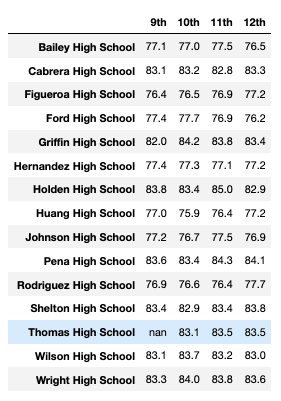 9th 10th 11th 12th
Bailey High School 77.1 77.0 77.5 76.5
Cabrera High School 83.1 83.2 82.8 83.3
Figueroa High School 76.4 76.5 76.9 77.2
Ford High School 77.4 77.7 76.9 76.2
Griffin High School 82.0 84.2 83.8 83.4
Hernandez High School 77.4 77.3 77.1 77.2
Holden High School 83.8 83.4 85.0 82.9
Huang High School 77.0 75.9 76.4 77.2
Johnson High School 77.2 76.7 77.5 76.9
Pena High School 83.6 83.4 84.3 84.1
Rodriguez High School 76.9 76.6 76.4 77.7
Shelton High School 83.4 82.9 83.4 83.8
Thomas High School nan 83.1 83.5 83.5
Wilson High School 83.1 83.7 83.2 83.0
Wright High School 83.3 84.0 83.8 83.6